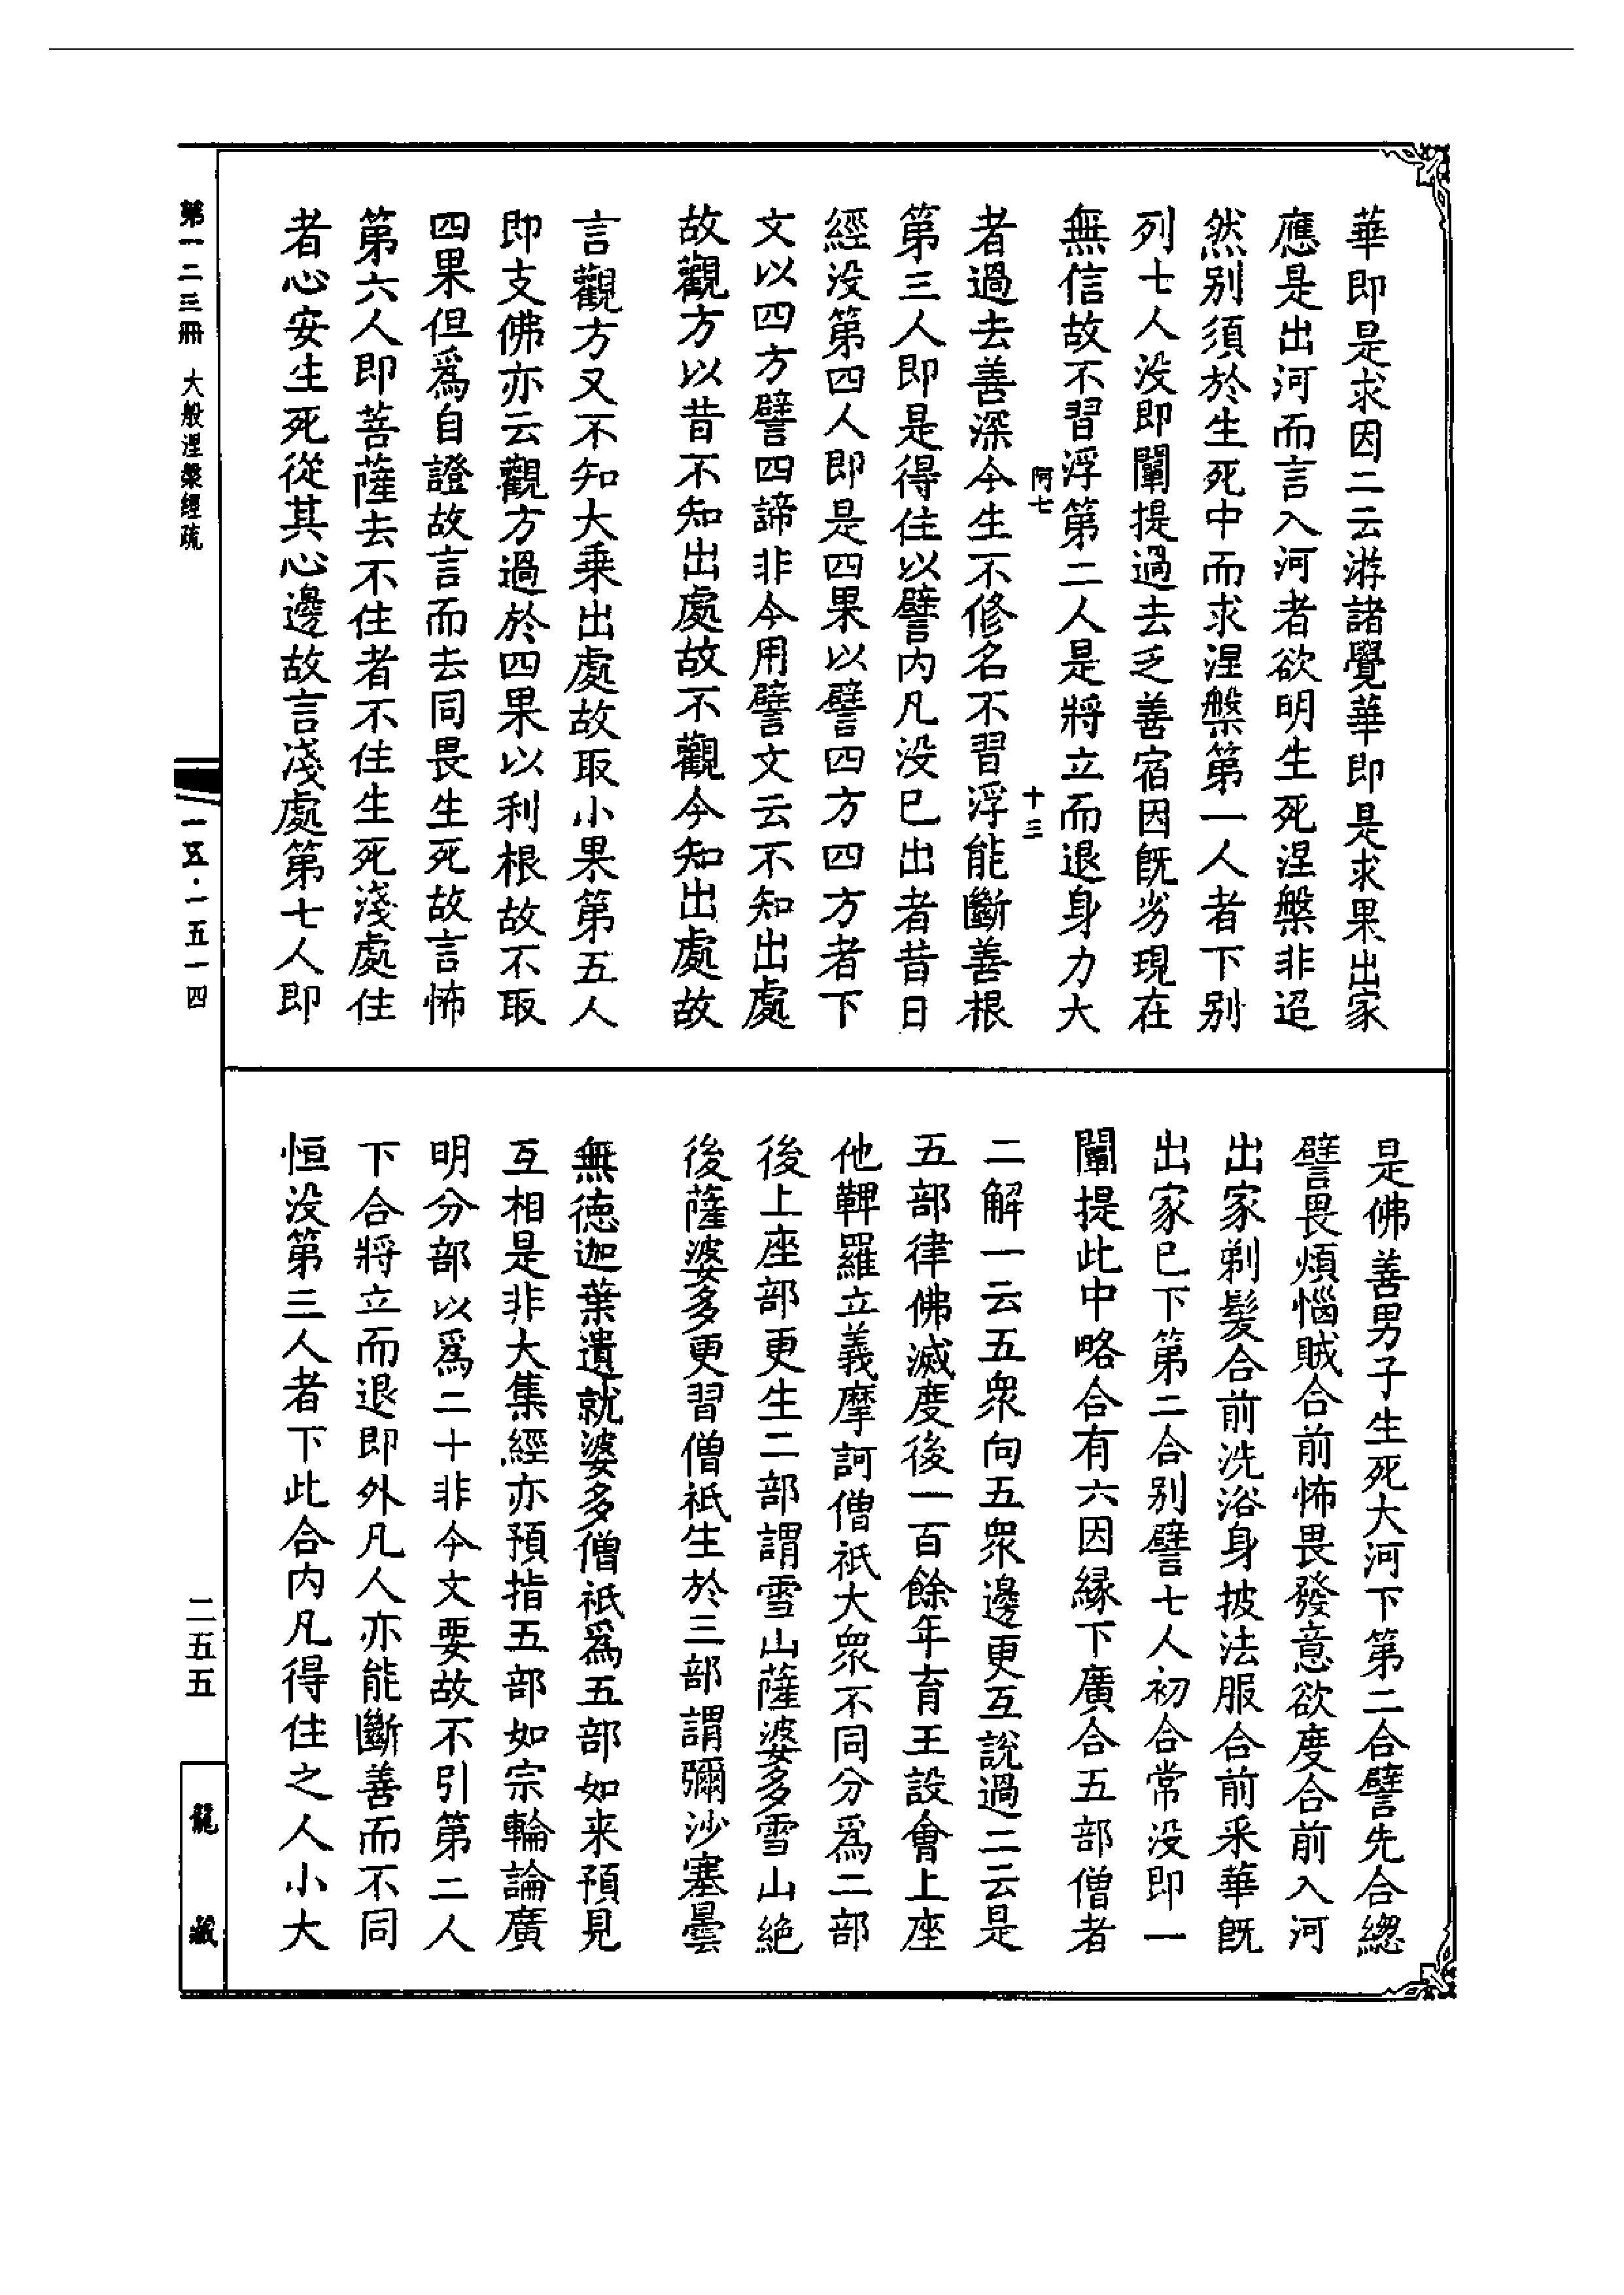 華即是求因二云游諸覺華即是求果出家
應是出河而言入河者欲明生死涅槃非迢
然别須於生死中而求涅槃第一人者下别
列七人没即闡提過去乏善宿因旣劣現在
無信故不習浮第二人是將立而退身力大
阿七　十三
者過去善深今生不修名不習浮能斷善根
第三人即是得住以譬内凡没已出者昔日
經没第四人即是四果以譬四方四方者下
文以四方譬四諦非今用譬文云不知出處
故觀方以昔不知出處故不觀今知出處故
言觀方又不知大乗出處故取小果第五人
即支佛亦云觀方過於四果以利根故不取
四果但爲自證故言而去同畏生死故言怖
第六人即菩薩去不住者不住生死淺處住
者心安生死從其心邊故言淺處第七人即
是佛善男子生死大河下第二合譬先合總
譬畏煩惱賊合前怖畏發意欲度合前入河
出家剃髮合前洗浴身披法服合前采華旣
出家已下第二合别譬七人初合常没即一
闡提此中略合有六因縁下廣合五部僧者
二解一云五衆向五衆邊更互說過二云是
五部律佛滅度後一百餘年育王設會上座
他鞞羅立義摩訶僧祇大衆不同分爲二部
後上座部更生二部謂雪山薩婆多雪山絶
後薩婆多更習僧祇生於三部謂彌沙塞曇
無徳迦葉遺就婆多僧祇爲五部如来預見
互相是非大集經亦預指五部如宗輪論廣
明分部以爲二十非今文要故不引第二人
下合將立而退即外凡人亦能斷善而不同
恒没第三人者下此合内凡得住之人小大
第一二三冊　大般涅槃經疏
一五·一五一四
二五五
龍藏